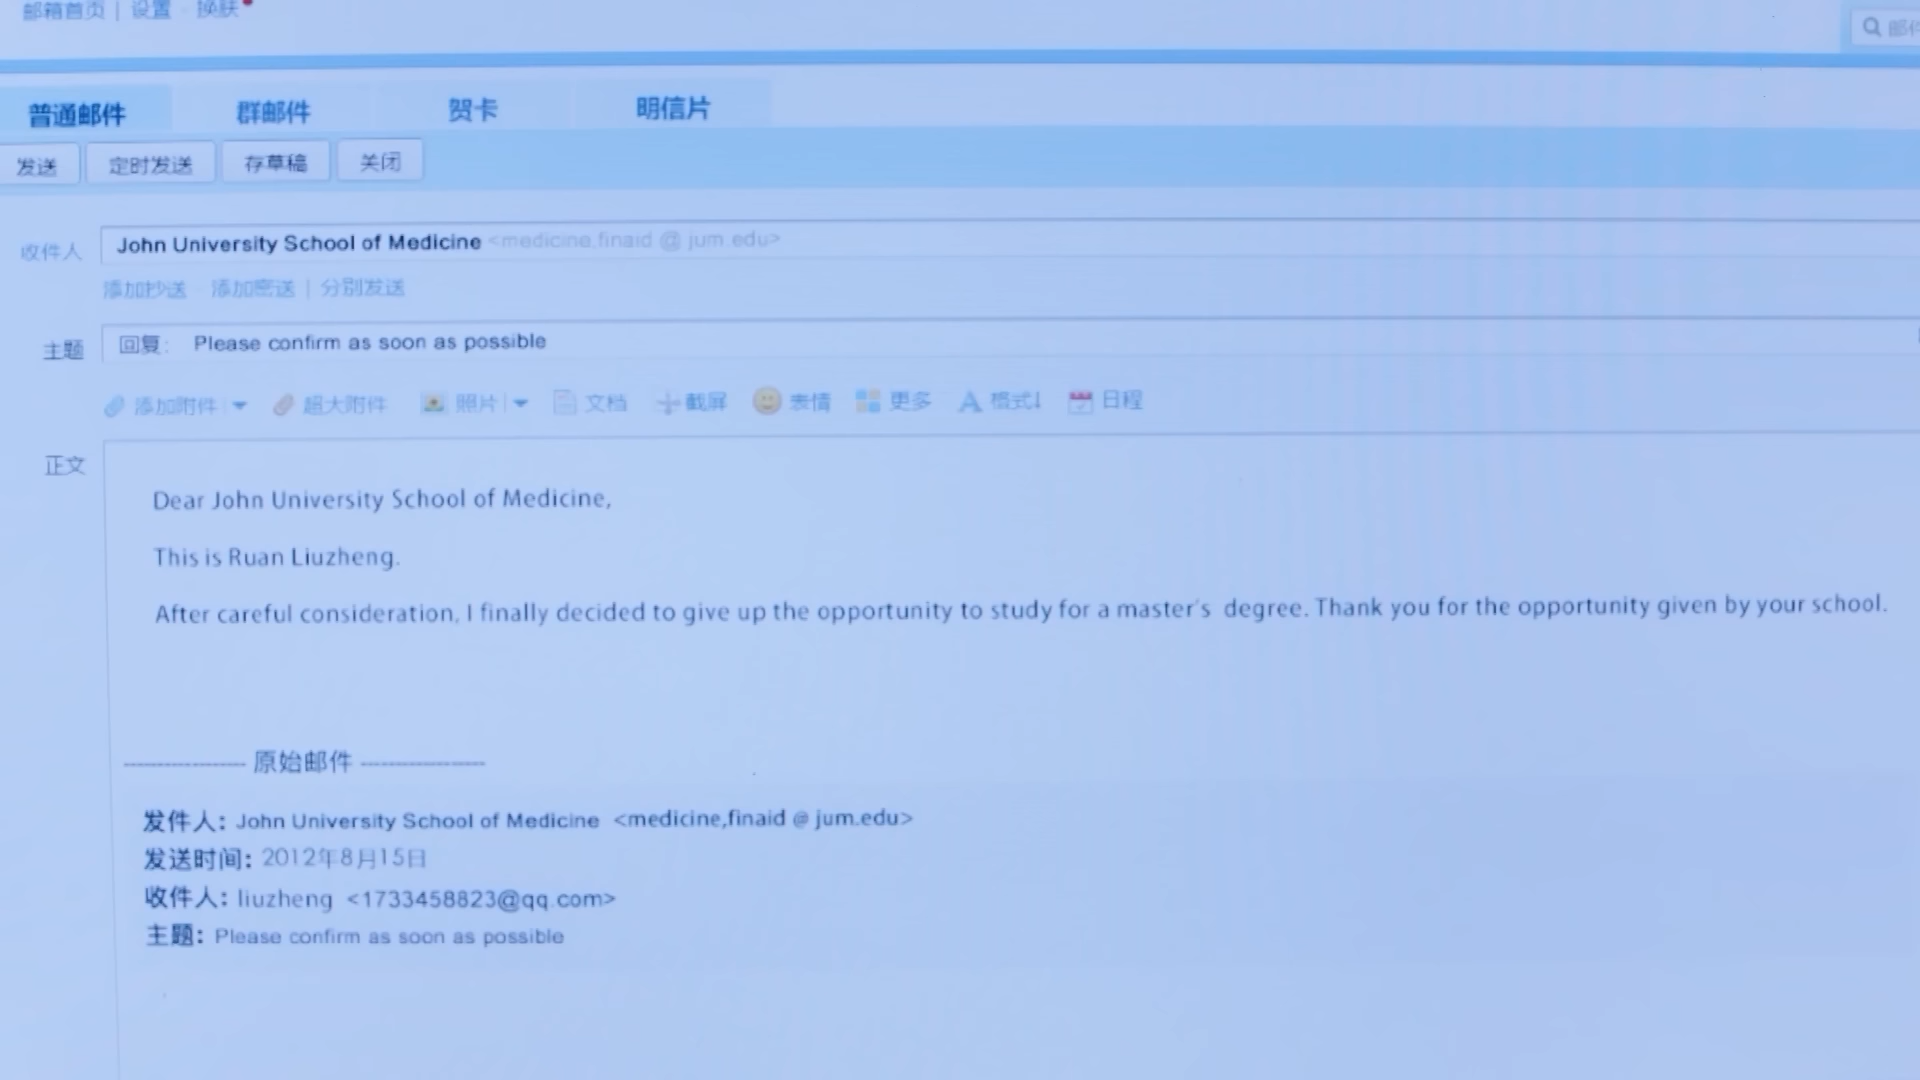 邮箱首页 | 设置 - 换肤
邮件
普通邮件 群邮件 贺卡 明信片
发送 定时发送 存草稿 关闭
收件人 John University School of Medicine <medicine.finaid @ jum.edu>
添加抄送 - 添加密送 | 分别发送
主题 回复: Please confirm as soon as possible
添加附件 超大附件 照片 文档 截屏 表情 更多 格式↓ 日程
正文
Dear John University School of Medicine,
This is Ruan Liuzheng.
After careful consideration, I finally decided to give up the opportunity to study for a master's degree. Thank you for the opportunity given by your school.
---------------- 原始邮件 ----------------
发件人: John University School of Medicine <medicine,finaid @ jum.edu>
发送时间: 2012年8月15日
收件人: liuzheng <1733458823@qq.com>
主题: Please confirm as soon as possible